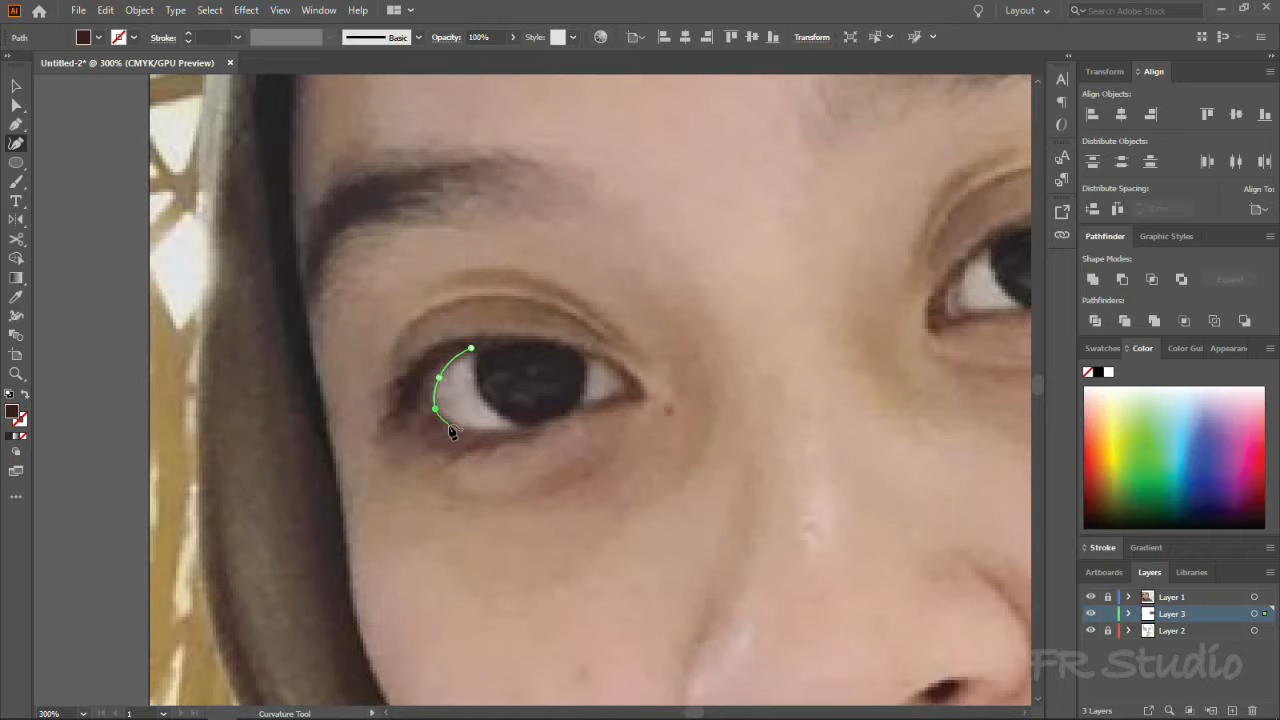 Ai File Edit Object Type Select Effect View Window Help Layout Search Adobe Stock
Path Stroke: Basic Opacity: 100% Style: Transform
Untitled-2* @ 300% (CMYK/GPU Preview)
Transform Align
Align Objects:
Distribute Objects:
Distribute Spacing: Align To:
Pathfinder Graphic Styles
Shape Modes:
Expand
Pathfinders:
Swatches Color Color Gui Appearanc
Stroke Gradient
Artboards Layers Libraries
Layer 1
Layer 3
Layer 2
FR Studio
3 Layers
300% 1 Curvature Tool